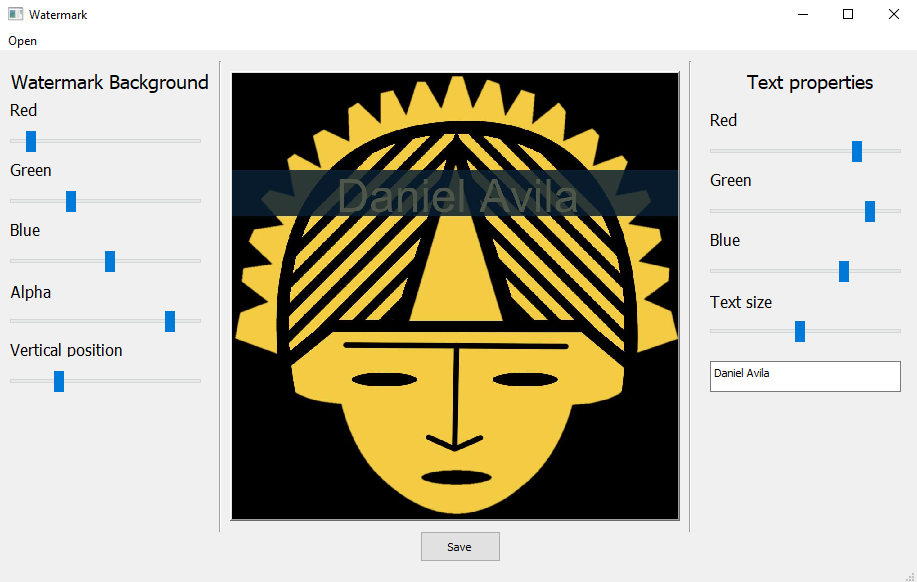 Watermark
Open
Watermark Background
Red
Green
Blue
Alpha
Vertical position
Daniel Avila
Text properties
Red
Green
Blue
Text size
Daniel Avila
Save